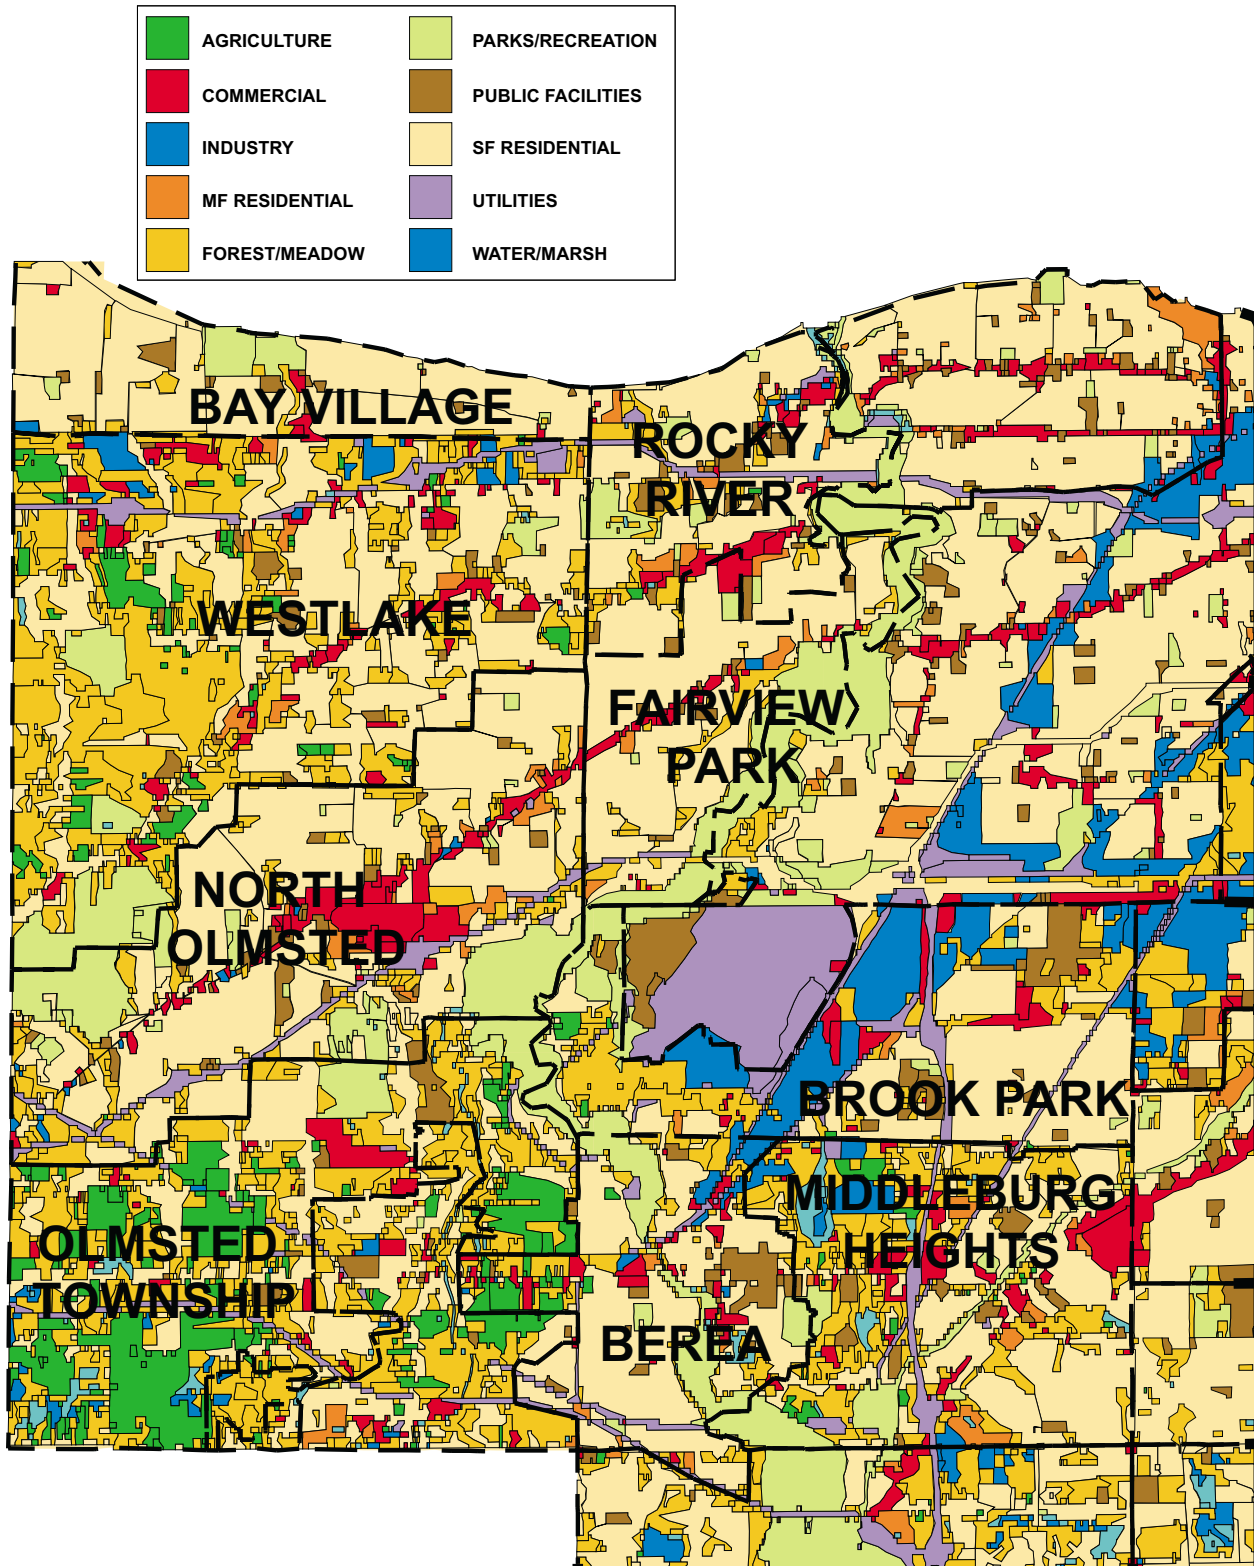 AGRICULTURE
PARKS/RECREATION
COMMERCIAL
PUBLIC FACILITIES
INDUSTRY
SF RESIDENTIAL
MF RESIDENTIAL
UTILITIES
FOREST/MEADOW
WATER/MARSH
BAY VILLAGE
ROCKY
RIVER
WESTLAKE
FAIRVIEW
PARK
NORTH
OLMSTED
BROOK PARK
MIDDLEBURG
HEIGHTS
OLMSTED
TOWNSHIP
BEREA